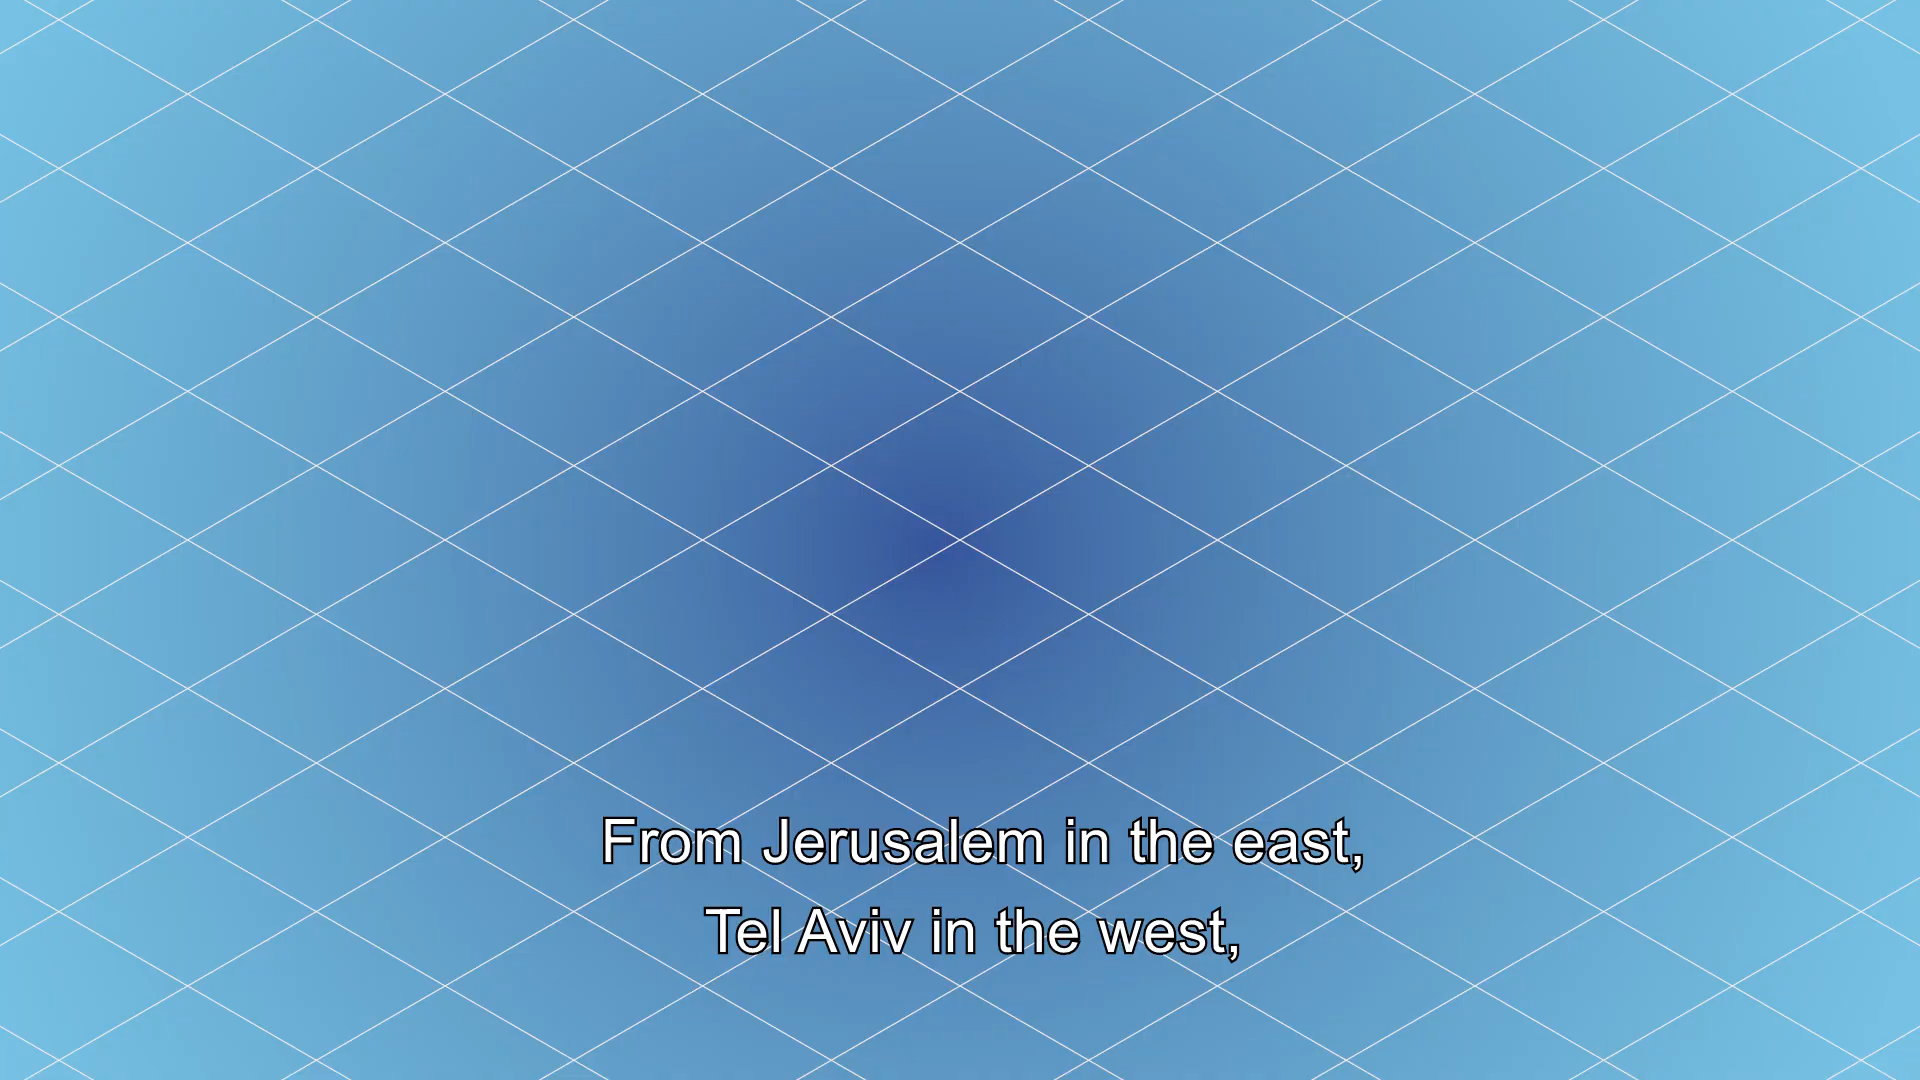 From Jerusalem in the east,
Tel Aviv in the west,